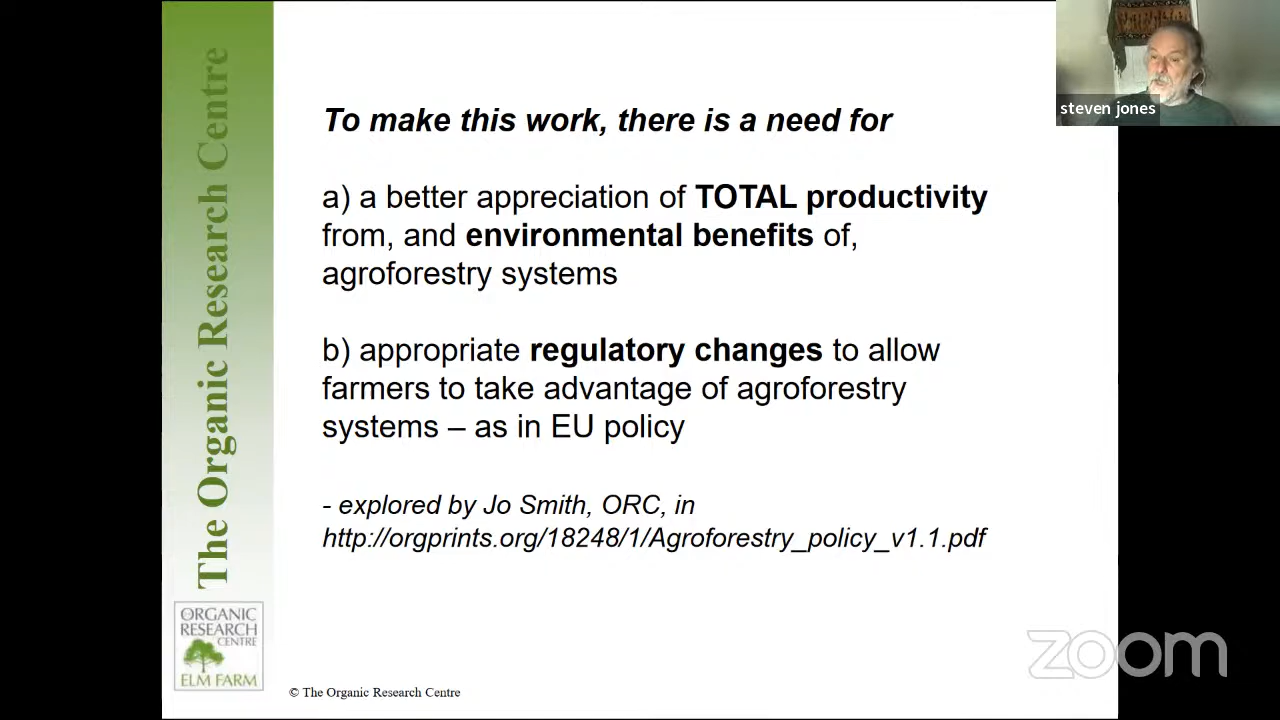 The Organic Research Centre
To make this work, there is a need for
a) a better appreciation of TOTAL productivity
from, and environmental benefits of,
agroforestry systems
b) appropriate regulatory changes to allow
farmers to take advantage of agroforestry
systems – as in EU policy
- explored by Jo Smith, ORC, in
http://orgprints.org/18248/1/Agroforestry_policy_v1.1.pdf
ORGANIC
RESEARCH
CENTRE
ELM FARM
© The Organic Research Centre
steven jones
zoom